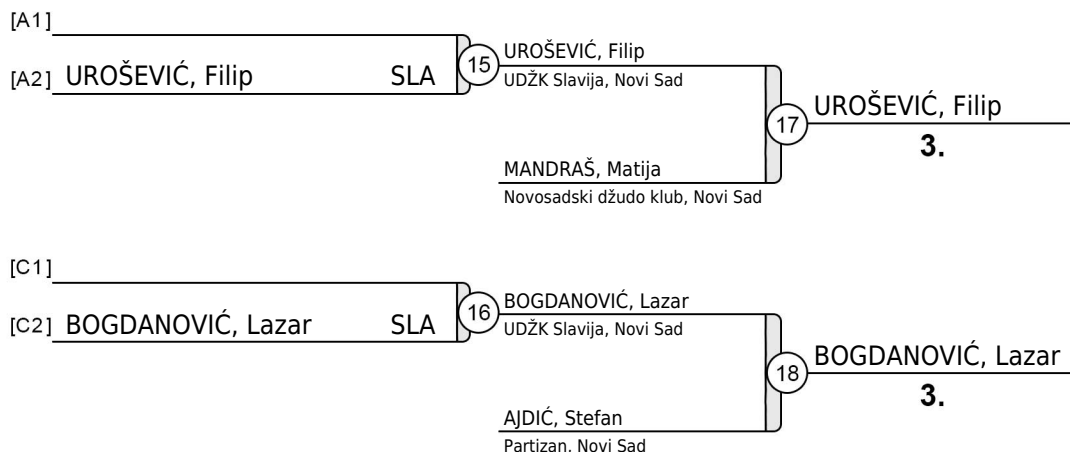 [A1]
[A2] UROŠEVIĆ, Filip SLA
15
UROŠEVIĆ, Filip
UDŽK Slavija, Novi Sad
17
UROŠEVIĆ, Filip
3.
MANDRAŠ, Matija
Novosadski džudo klub, Novi Sad
[C1]
[C2] BOGDANOVIĆ, Lazar SLA
16
BOGDANOVIĆ, Lazar
UDŽK Slavija, Novi Sad
18
BOGDANOVIĆ, Lazar
3.
AJDIĆ, Stefan
Partizan, Novi Sad